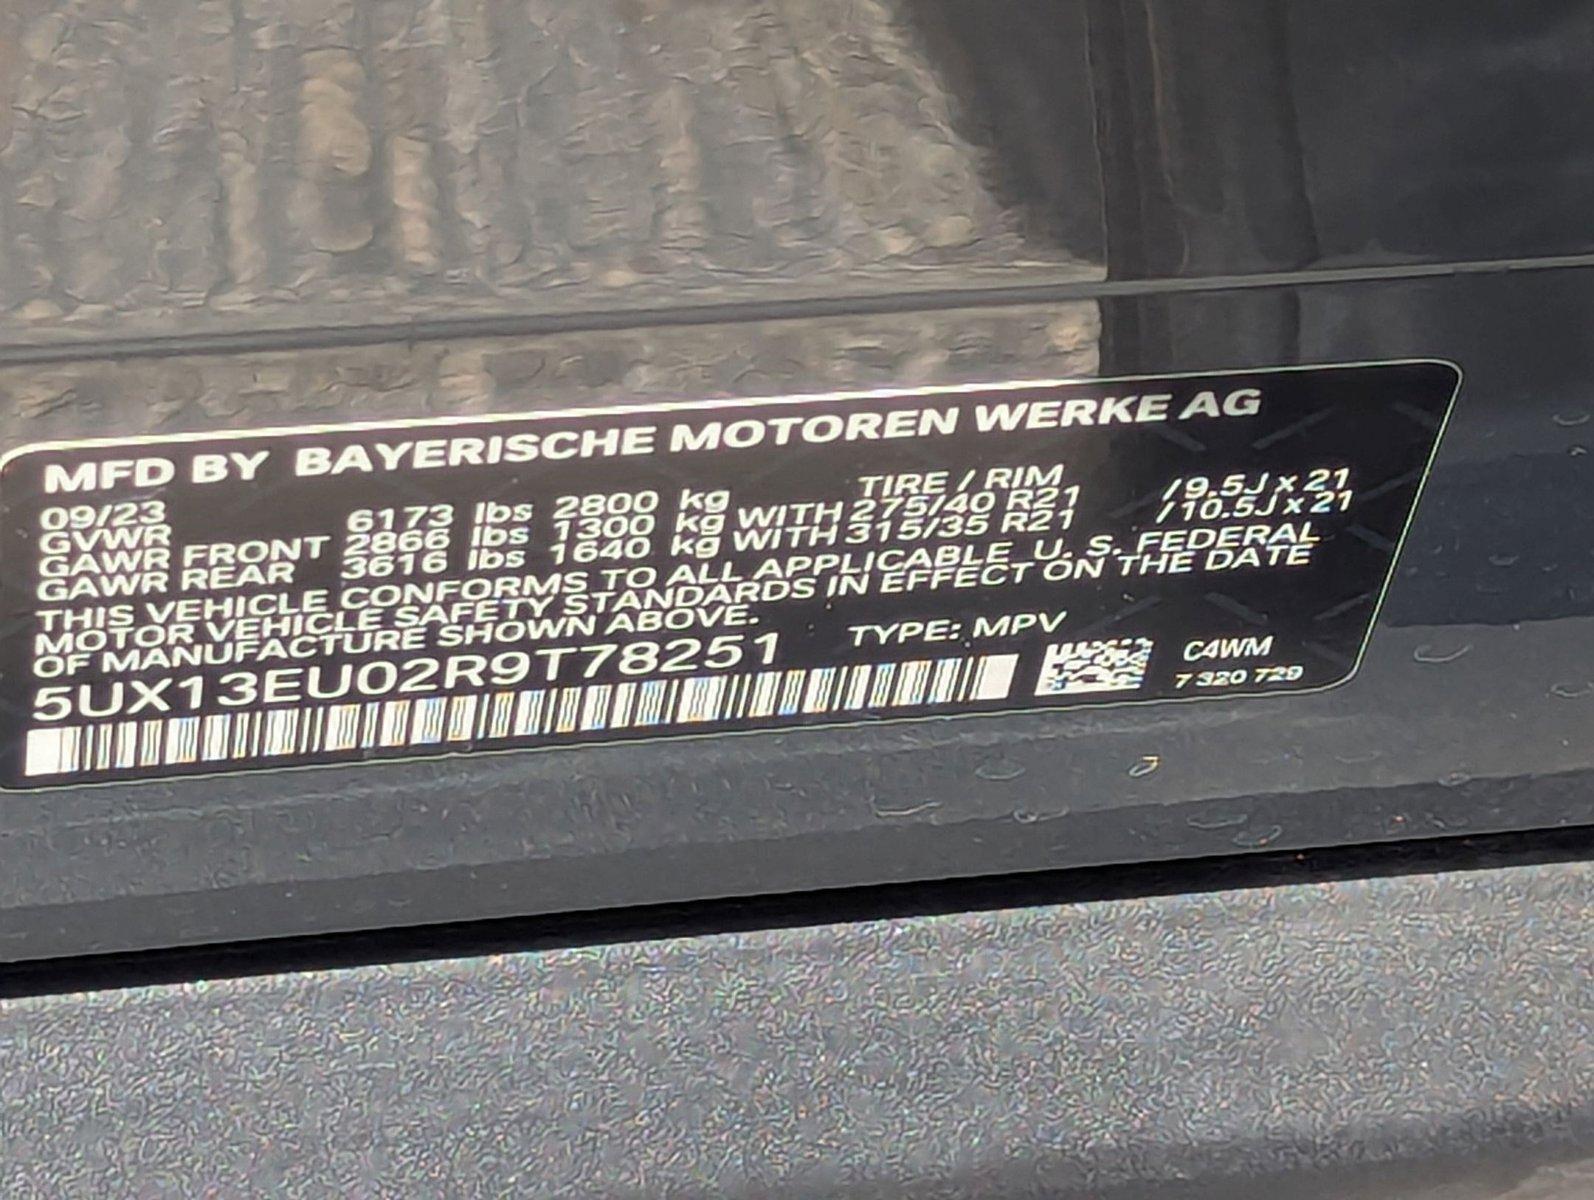 MFD BY BAYERISCHE MOTOREN WERKE AG
09/23 TIRE / RIM
GVWR 6173 lbs 2800 kg
GAWR FRONT 2866 lbs 1300 kg WITH 275/40 R21 / 9.5J x 21
GAWR REAR 3616 lbs 1640 kg WITH 315/35 R21 / 10.5J x 21
THIS VEHICLE CONFORMS TO ALL APPLICABLE U. S. FEDERAL
MOTOR VEHICLE SAFETY STANDARDS IN EFFECT ON THE DATE
OF MANUFACTURE SHOWN ABOVE.
5UX13EU02R9T78251 TYPE: MPV
C4WM
7 320 729